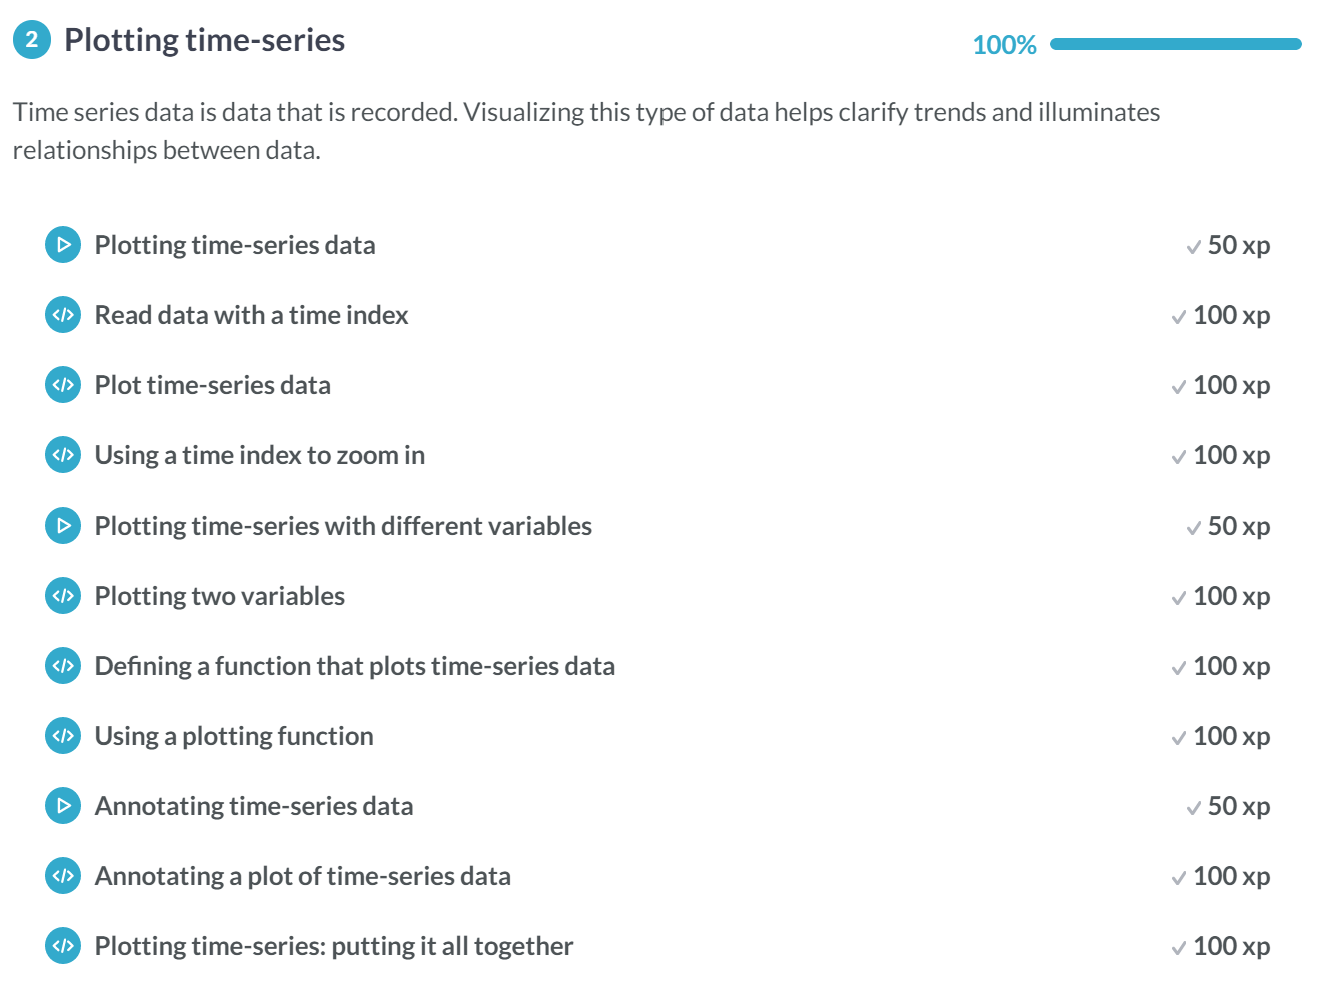 2 Plotting time-series 100%
Time series data is data that is recorded. Visualizing this type of data helps clarify trends and illuminates
relationships between data.
Plotting time-series data 50 xp
</> Read data with a time index 100 xp
</> Plot time-series data 100 xp
</> Using a time index to zoom in 100 xp
Plotting time-series with different variables 50 xp
</> Plotting two variables 100 xp
</> Defining a function that plots time-series data 100 xp
</> Using a plotting function 100 xp
Annotating time-series data 50 xp
</> Annotating a plot of time-series data 100 xp
</> Plotting time-series: putting it all together 100 xp